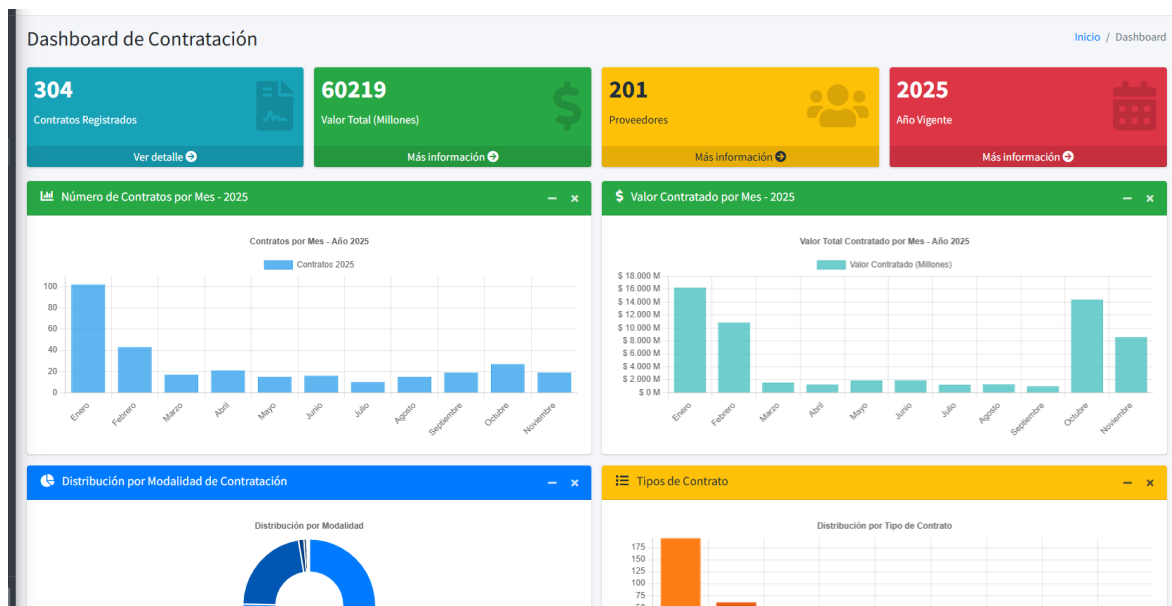 Dashboard de Contratación
Inicio / Dashboard
304
Contratos Registrados
Ver detalle
60219
Valor Total (Millones)
Más información
201
Proveedores
Más información
2025
Año Vigente
Más información
Número de Contratos por Mes - 2025
Contratos por Mes - Año 2025
Contratos 2025
100
80
60
40
20
0
Enero
Febrero
Marzo
Abril
Mayo
Junio
Julio
Agosto
Septiembre
Octubre
Noviembre
$ Valor Contratado por Mes - 2025
Valor Total Contratado por Mes - Año 2025
Valor Contratado (Millones)
$ 18.000 M
$ 16.000 M
$ 14.000 M
$ 12.000 M
$ 10.000 M
$ 8.000 M
$ 6.000 M
$ 4.000 M
$ 2.000 M
$ 0 M
Enero
Febrero
Marzo
Abril
Mayo
Junio
Julio
Agosto
Septiembre
Octubre
Noviembre
Distribución por Modalidad de Contratación
Distribución por Modalidad
Tipos de Contrato
Distribución por Tipo de Contrato
175
150
125
100
75
50